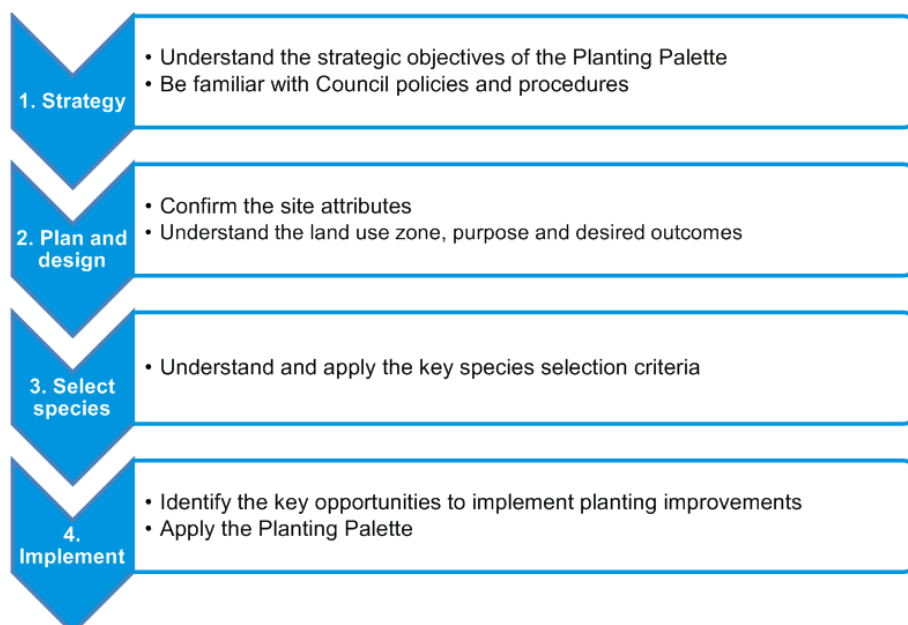 1. Strategy
• Understand the strategic objectives of the Planting Palette
• Be familiar with Council policies and procedures
2. Plan and
design
• Confirm the site attributes
• Understand the land use zone, purpose and desired outcomes
3. Select
species
• Understand and apply the key species selection criteria
4.
Implement
• Identify the key opportunities to implement planting improvements
• Apply the Planting Palette